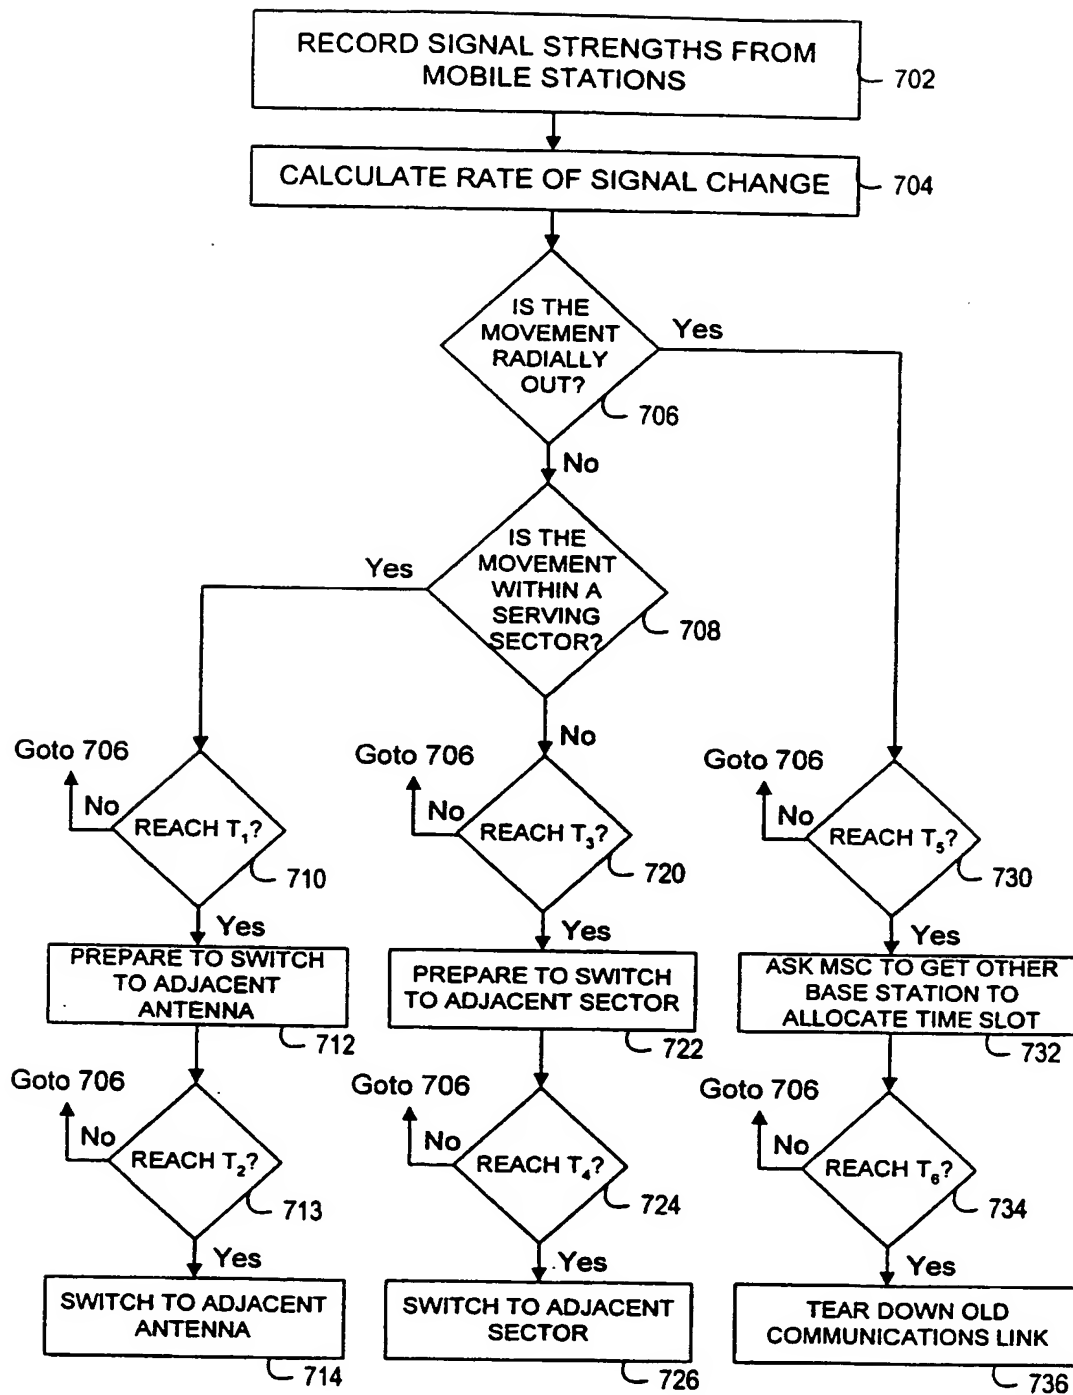 RECORD SIGNAL STRENGTHS FROM
MOBILE STATIONS
702
CALCULATE RATE OF SIGNAL CHANGE
704
IS THE
MOVEMENT
RADIALLY
OUT?
Yes
706
No
IS THE
MOVEMENT
WITHIN A
SERVING
SECTOR?
Yes
708
No
Goto 706
No
REACH T₁?
710
Yes
Goto 706
No
REACH T₃?
720
Yes
Goto 706
No
REACH T₅?
730
Yes
PREPARE TO SWITCH
TO ADJACENT
ANTENNA
712
PREPARE TO SWITCH
TO ADJACENT SECTOR
722
ASK MSC TO GET OTHER
BASE STATION TO
ALLOCATE TIME SLOT
732
Goto 706
No
REACH T₂?
713
Yes
Goto 706
No
REACH T₄?
724
Yes
Goto 706
No
REACH T₆?
734
Yes
SWITCH TO ADJACENT
ANTENNA
714
SWITCH TO ADJACENT
SECTOR
726
TEAR DOWN OLD
COMMUNICATIONS LINK
736